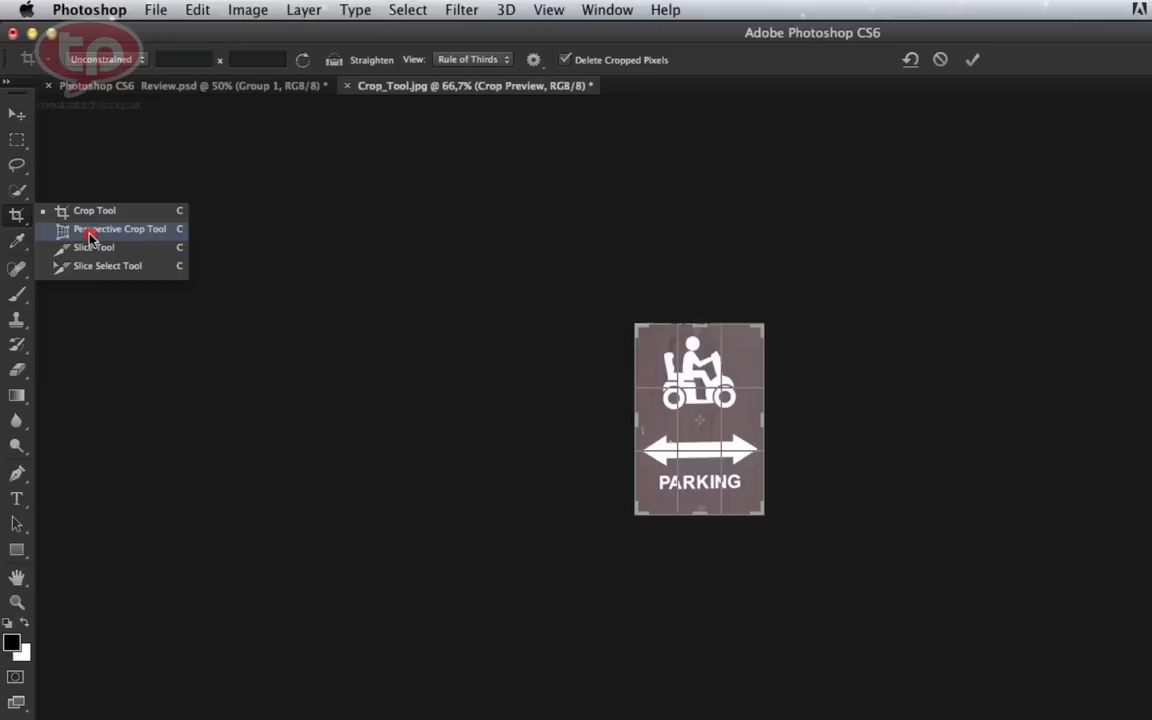 Photoshop File Edit Image Layer Type Select Filter 3D View Window Help
Adobe Photoshop CS6
tp
Unconstrained x Straighten View: Rule of Thirds Delete Cropped Pixels
× Photoshop CS6 Review.psd @ 50% (Group 1, RGB/8) * × Crop_Tool.jpg @ 66,7% (Crop Preview, RGB/8) *
Crop Tool C
Perspective Crop Tool C
Slice Tool C
Slice Select Tool C
PARKING